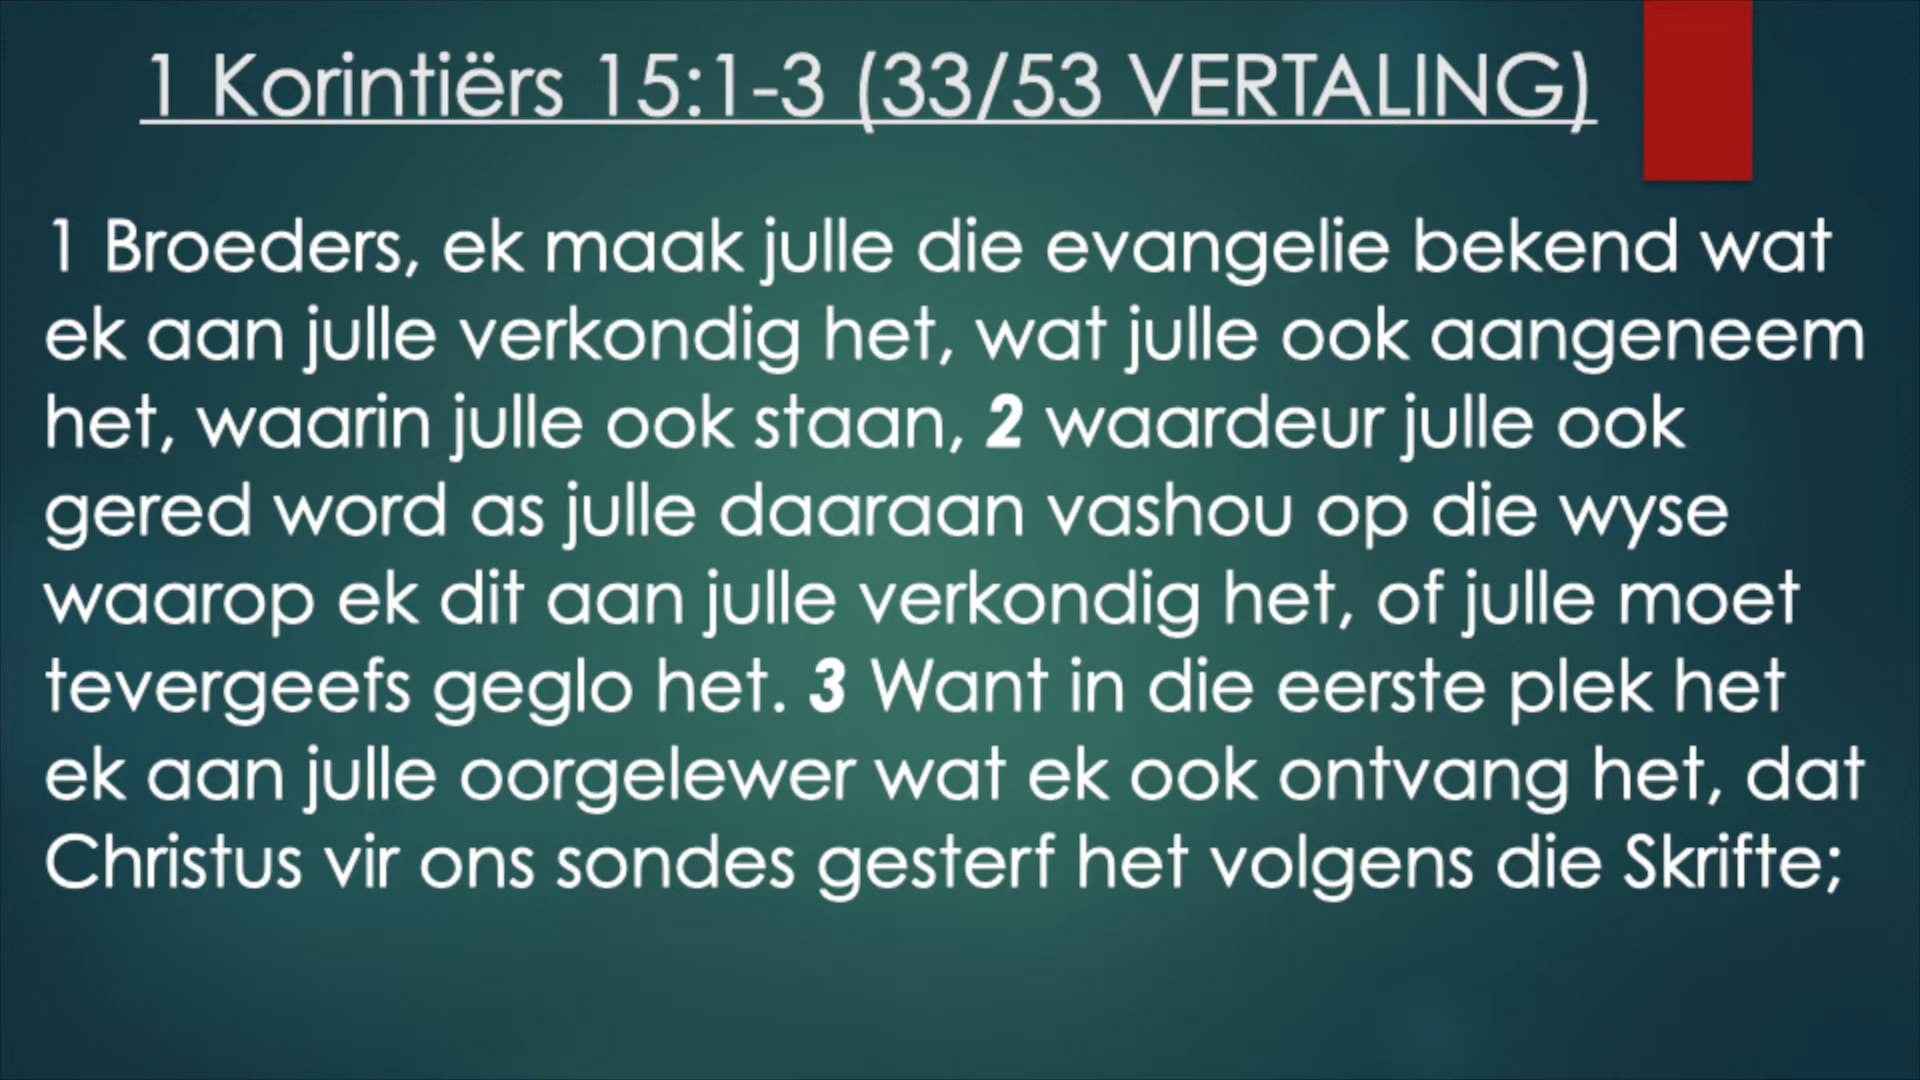 1 Korintiërs 15:1-3 (33/53 VERTALING)
1 Broeders, ek maak julle die evangelie bekend wat
ek aan julle verkondig het, wat julle ook aangeneem
het, waarin julle ook staan, 2 waardeur julle ook
gered word as julle daaraan vashou op die wyse
waarop ek dit aan julle verkondig het, of julle moet
tevergeefs geglo het. 3 Want in die eerste plek het
ek aan julle oorgelewer wat ek ook ontvang het, dat
Christus vir ons sondes gesterf het volgens die Skrifte;